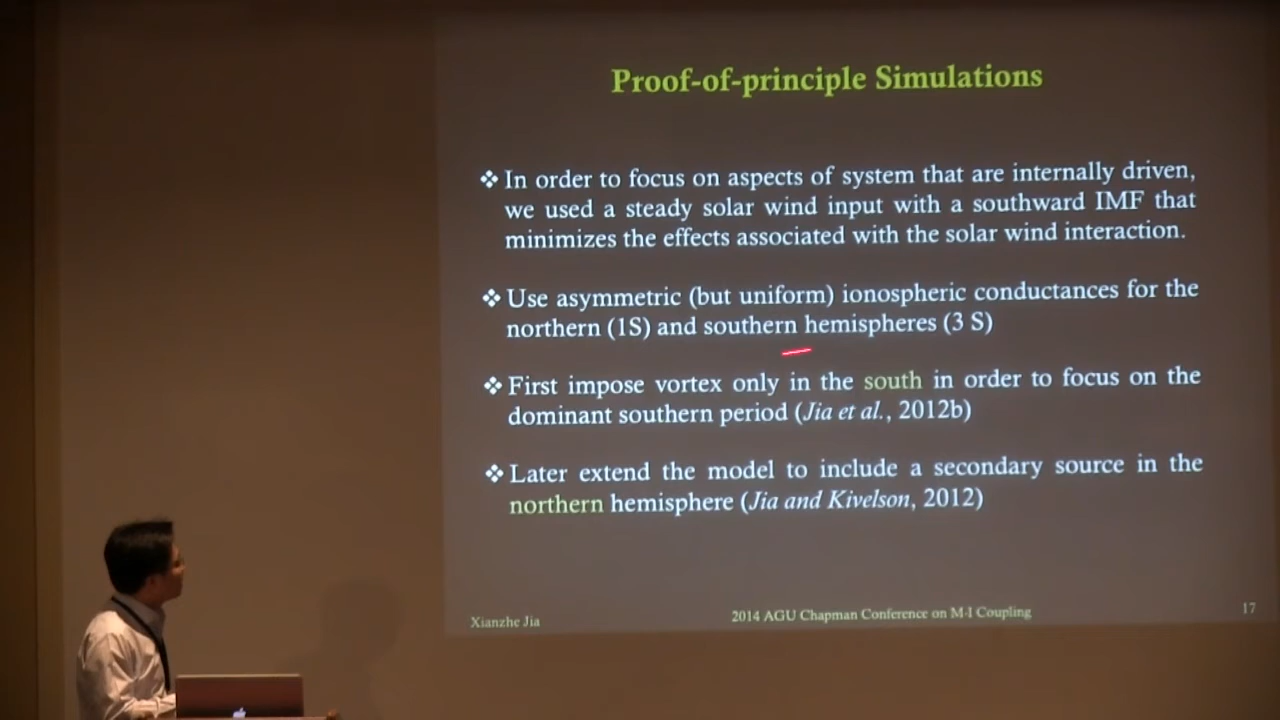 Proof-of-principle Simulations
❖ In order to focus on aspects of system that are internally driven,
we used a steady solar wind input with a southward IMF that
minimizes the effects associated with the solar wind interaction.
❖ Use asymmetric (but uniform) ionospheric conductances for the
northern (1S) and southern hemispheres (3 S)
❖ First impose vortex only in the south in order to focus on the
dominant southern period (Jia et al., 2012b)
❖ Later extend the model to include a secondary source in the
northern hemisphere (Jia and Kivelson, 2012)
Xianzhe Jia 2014 AGU Chapman Conference on M-I Coupling 17